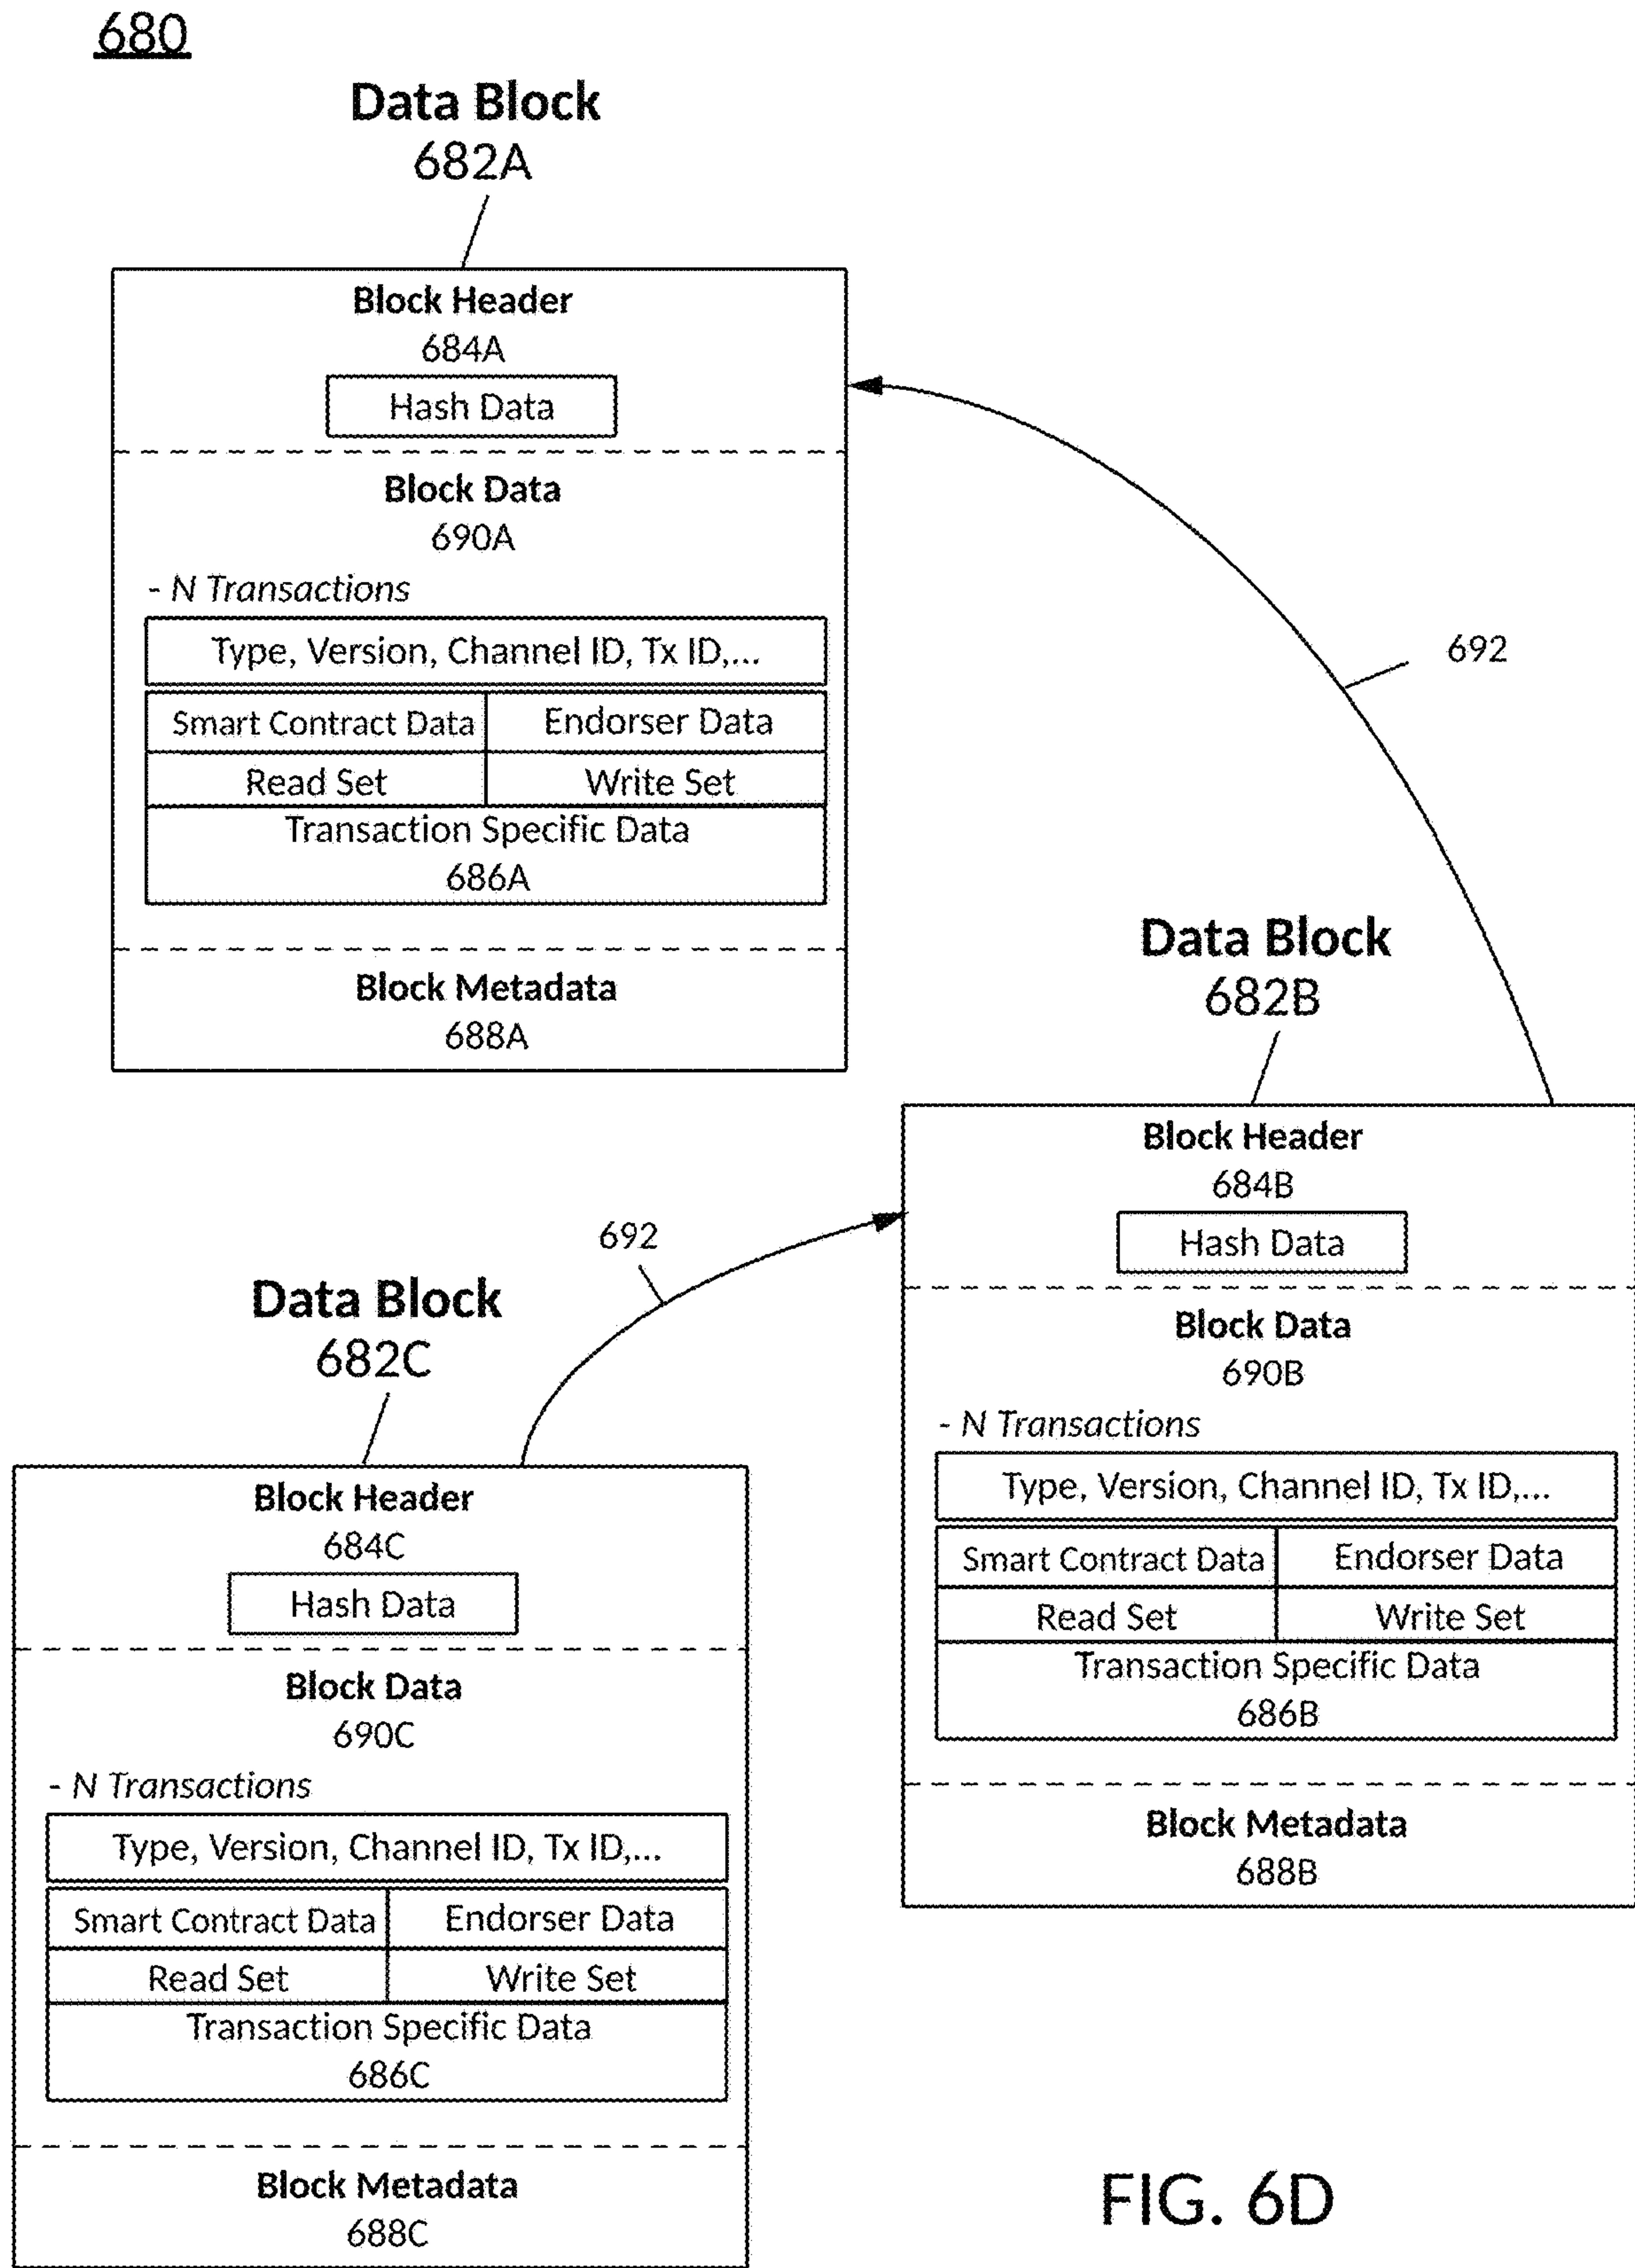 680
Data Block
682A
Block Header
684A
Hash Data
Block Data
690A
- N Transactions
Type, Version, Channel ID, Tx ID,...
Smart Contract Data Endorser Data
Read Set Write Set
Transaction Specific Data
686A
Block Metadata
688A
692
Data Block
682B
Block Header
684B
Hash Data
Block Data
690B
- N Transactions
Type, Version, Channel ID, Tx ID,...
Smart Contract Data Endorser Data
Read Set Write Set
Transaction Specific Data
686B
Block Metadata
688B
692
Data Block
682C
Block Header
684C
Hash Data
Block Data
690C
- N Transactions
Type, Version, Channel ID, Tx ID,...
Smart Contract Data Endorser Data
Read Set Write Set
Transaction Specific Data
686C
Block Metadata
688C
FIG. 6D